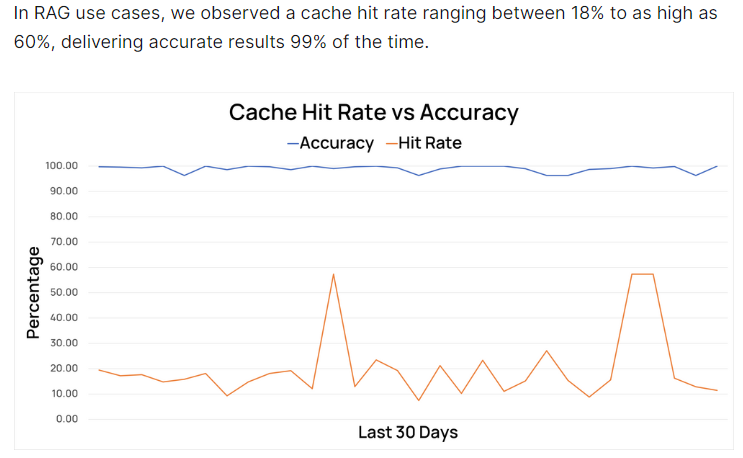 In RAG use cases, we observed a cache hit rate ranging between 18% to as high as
60%, delivering accurate results 99% of the time.
Cache Hit Rate vs Accuracy
Accuracy Hit Rate
100.00
90.00
80.00
70.00
60.00
50.00
40.00
30.00
20.00
10.00
0.00
Percentage
Last 30 Days